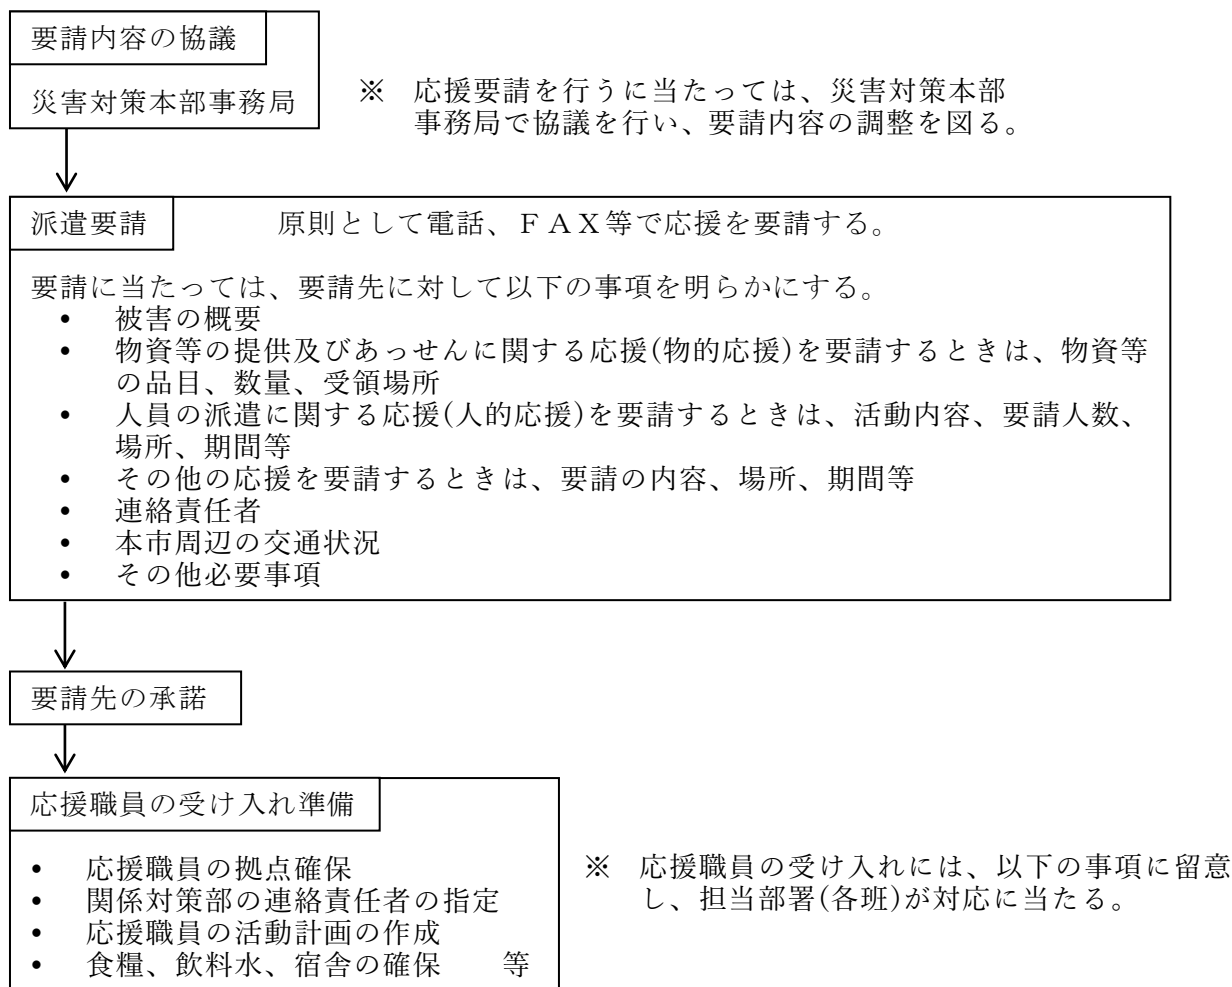 要請内容の協議
災害対策本部事務局
※ 応援要請を行うに当たっては、災害対策本部
事務局で協議を行い、要請内容の調整を図る。
派遣要請 原則として電話、ＦＡＸ等で応援を要請する。
要請に当たっては、要請先に対して以下の事項を明らかにする。
• 被害の概要
• 物資等の提供及びあっせんに関する応援(物的応援)を要請するときは、物資等
の品目、数量、受領場所
• 人員の派遣に関する応援(人的応援)を要請するときは、活動内容、要請人数、
場所、期間等
• その他の応援を要請するときは、要請の内容、場所、期間等
• 連絡責任者
• 本市周辺の交通状況
• その他必要事項
要請先の承諾
応援職員の受け入れ準備
• 応援職員の拠点確保
• 関係対策部の連絡責任者の指定
• 応援職員の活動計画の作成
• 食糧、飲料水、宿舎の確保 等
※ 応援職員の受け入れには、以下の事項に留意
し、担当部署(各班)が対応に当たる。